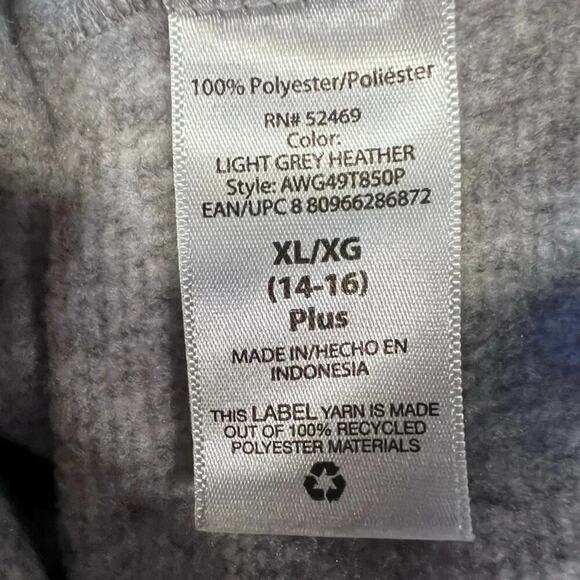 100% Polyester/Poliéster
RN# 52469
Color:
LIGHT GREY HEATHER
Style: AWG49T850P
EAN/UPC 8 80966286872
XL/XG
(14-16)
Plus
MADE IN/HECHO EN
INDONESIA
THIS LABEL YARN IS MADE
OUT OF 100% RECYCLED
POLYESTER MATERIALS